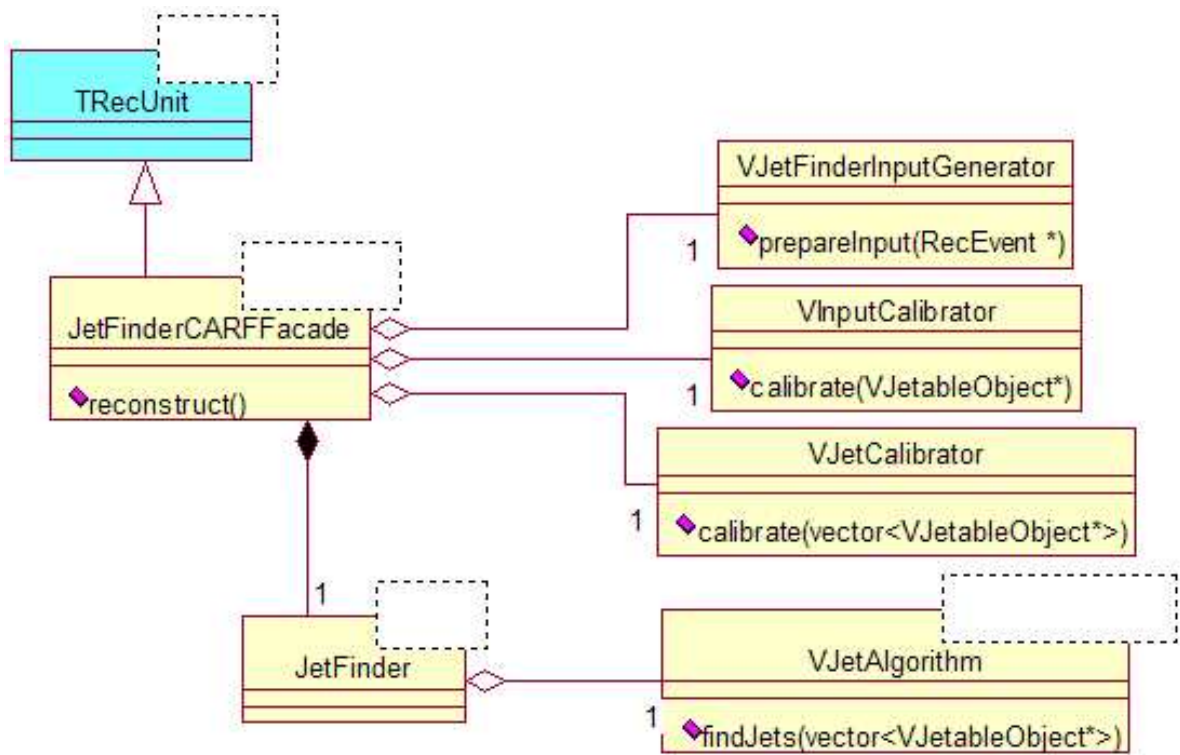 TRecUnit
VJetFinderInputGenerator
prepareInput(RecEvent *)
1
JetFinderCARFFacade
reconstruct()
VInputCalibrator
calibrate(VJetableObject*)
1
VJetCalibrator
calibrate(vector<VJetableObject*>)
1
1
JetFinder
VJetAlgorithm
findJets(vector<VJetableObject*>)
1